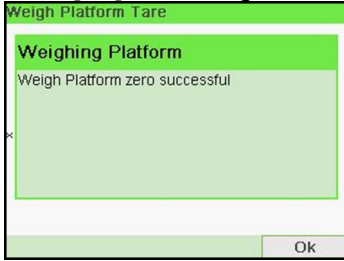 Weigh Platform Tare
Weighing Platform
Weigh Platform zero successful
×
Ok